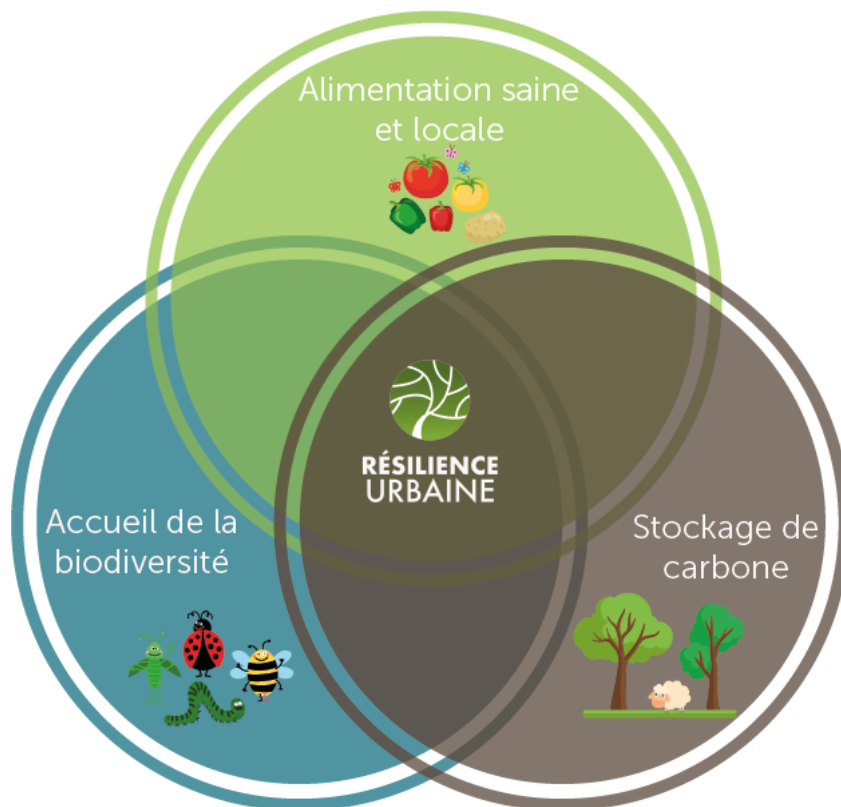 Alimentation saine
et locale
RÉSILIENCE
URBAINE
Accueil de la
biodiversité
Stockage de
carbone